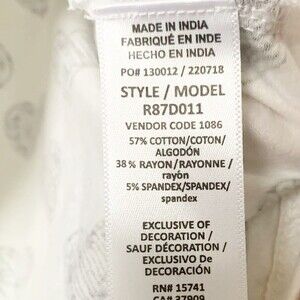 MADE IN INDIA
FABRIQUÉ EN INDE
HECHO EN INDIA
PO# 130012 / 220718
STYLE / MODEL
R87D011
VENDOR CODE 1086
57% COTTON/COTON/
ALGODÓN
38% RAYON/RAYONNE /
rayón
5% SPANDEX/SPANDEX/
spandex
EXCLUSIVE OF
DECORATION /
SAUF DÉCORATION /
EXCLUSIVO De
DECORACIÓN
RN# 15741
CA# 37909